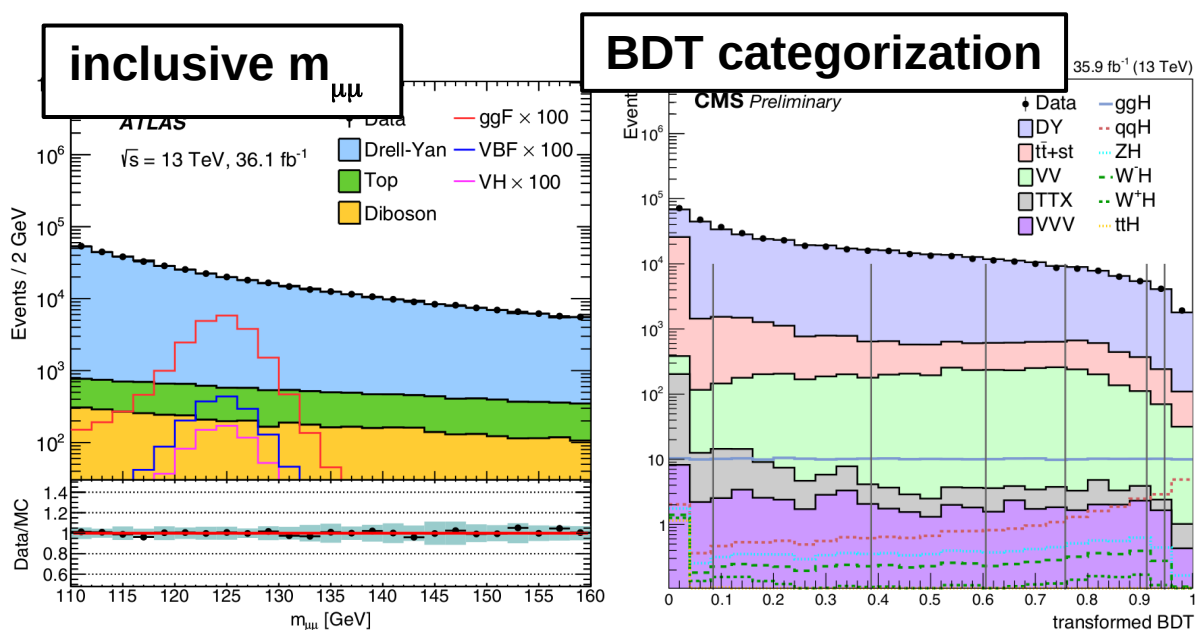 inclusive mμμ
ATLAS
√s = 13 TeV, 36.1 fb-1
Data
Drell-Yan
Top
Diboson
ggF × 100
VBF × 100
VH × 100
Events / 2 GeV
10^6
10^5
10^4
10^3
10^2
Data/MC
1.4
1.2
1.0
0.8
0.6
110 115 120 125 130 135 140 145 150 155 160
mμμ [GeV]
BDT categorization
35.9 fb-1 (13 TeV)
CMS Preliminary
Data
DY
tt̄+st
VV
TTX
VVV
ggH
qqH
ZH
W-H
W+H
ttH
10^6
10^5
10^4
10^3
10^2
10
1
0 0.1 0.2 0.3 0.4 0.5 0.6 0.7 0.8 0.9 1
transformed BDT